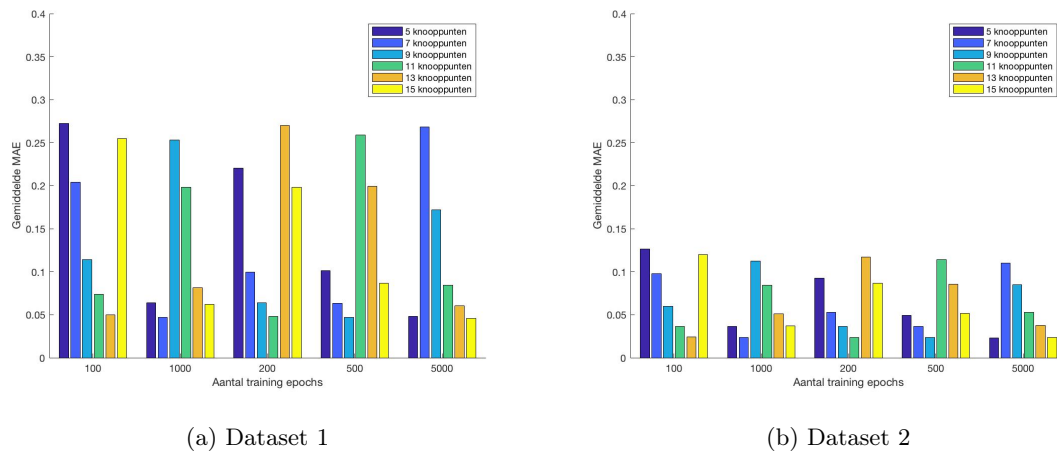 0.4
0.35
0.3
0.25
0.2
0.15
0.1
0.05
0
Gemiddelde MAE
5 knooppunten
7 knooppunten
9 knooppunten
11 knooppunten
13 knooppunten
15 knooppunten
100 1000 200 500 5000
Aantal training epochs
(a) Dataset 1
0.4
0.35
0.3
0.25
0.2
0.15
0.1
0.05
0
Gemiddelde MAE
5 knooppunten
7 knooppunten
9 knooppunten
11 knooppunten
13 knooppunten
15 knooppunten
100 1000 200 500 5000
Aantal training epochs
(b) Dataset 2